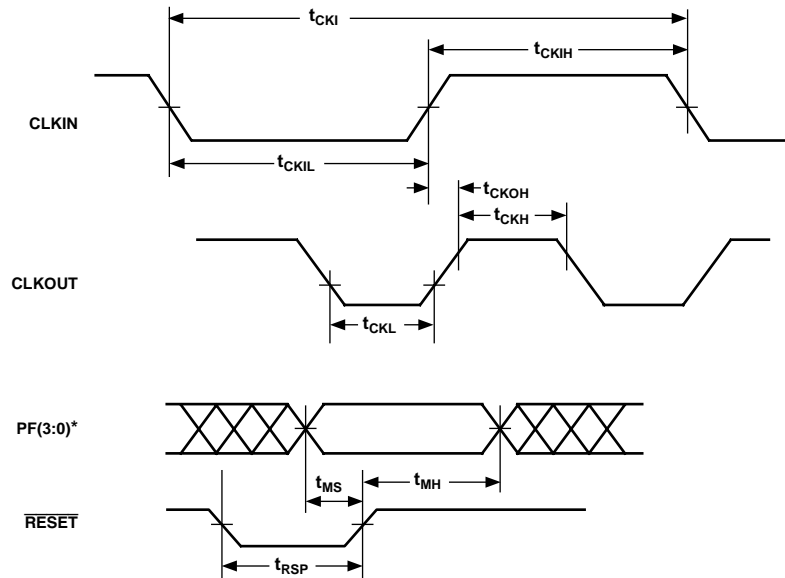 tCKI
tCKIH
CLKIN
tCKIL
tCKOH
tCKH
CLKOUT
tCKL
PF(3:0)*
tMS
tMH
RESET
tRSP